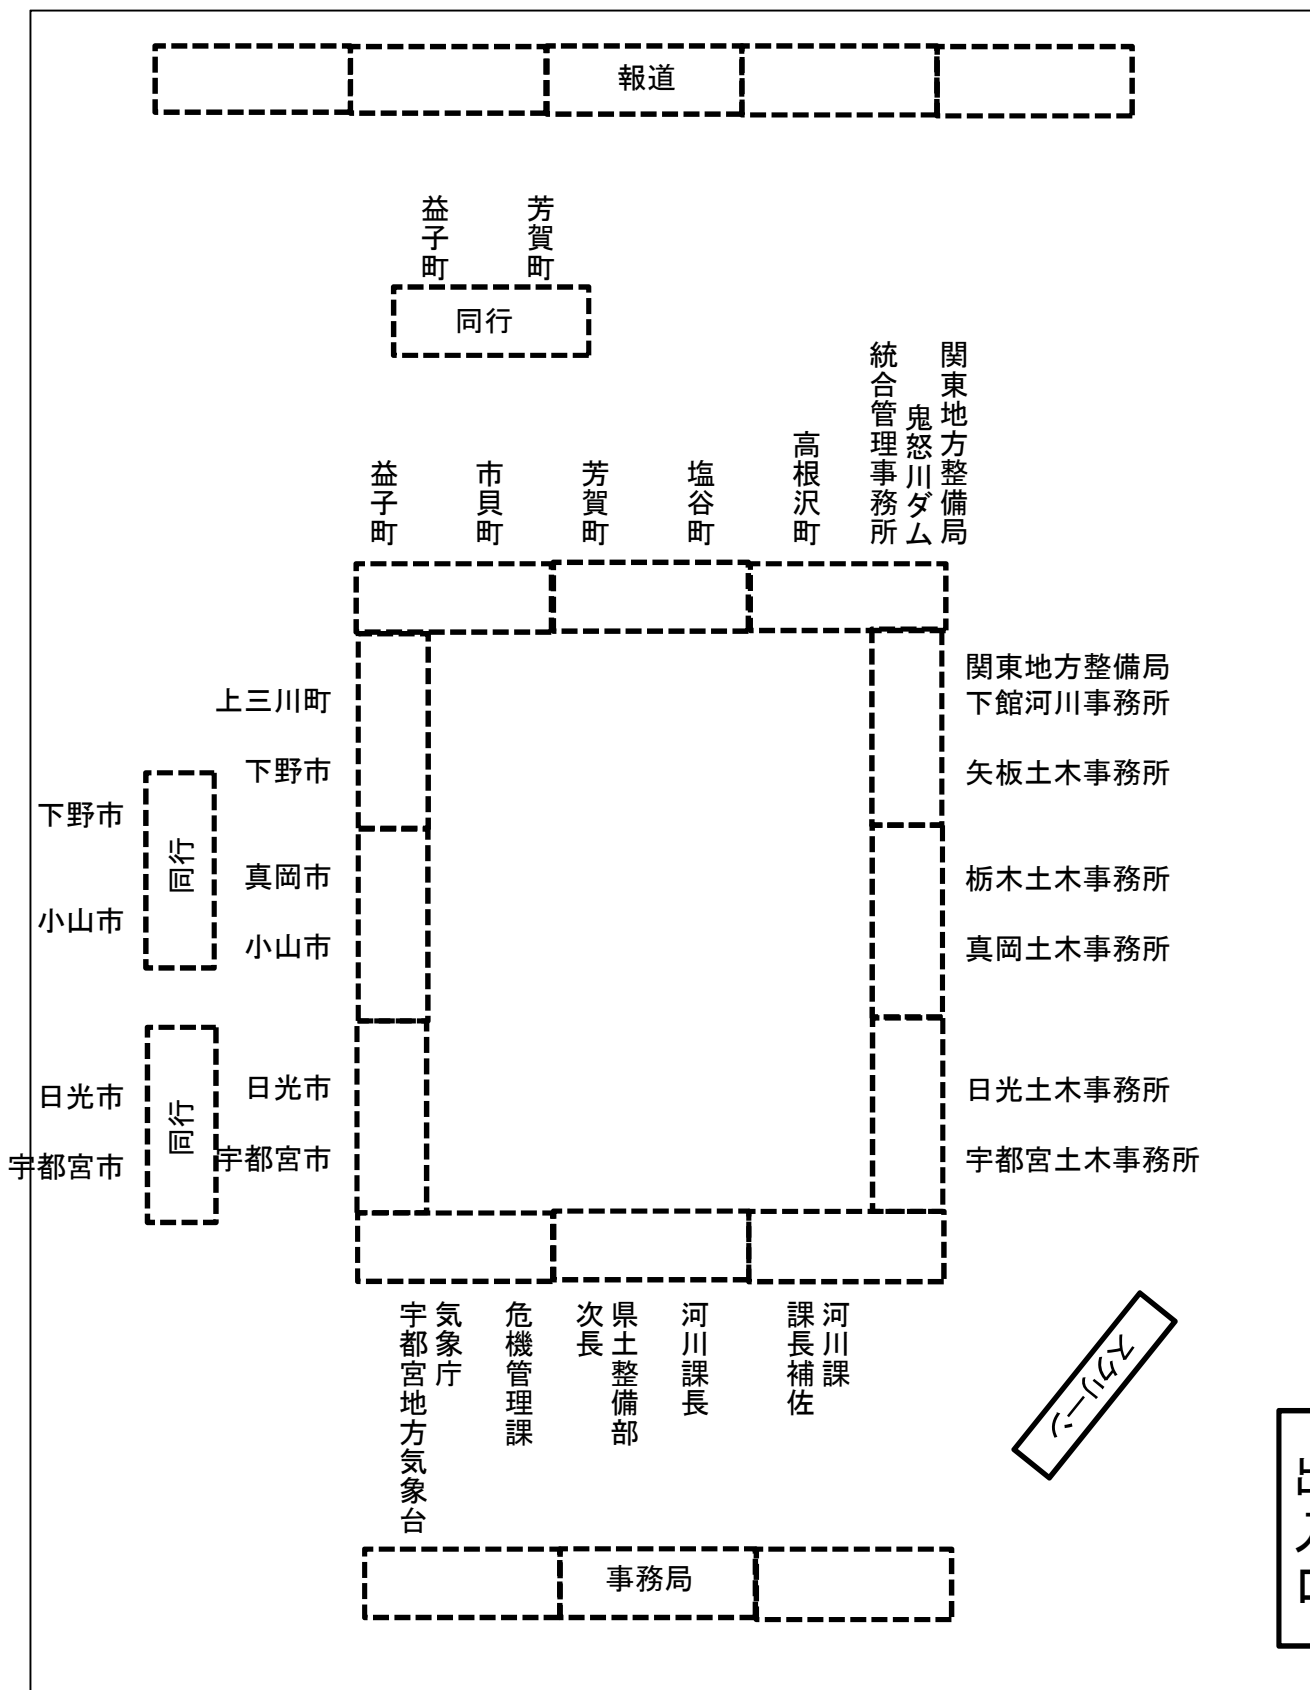 報道
益子町
芳賀町
同行
益子町
市貝町
芳賀町
塩谷町
高根沢町
関東地方整備局
鬼怒川ダム
統合管理事務所
上三川町
下野市
真岡市
小山市
日光市
宇都宮市
下野市
小山市
同行
日光市
宇都宮市
同行
関東地方整備局
下館河川事務所
矢板土木事務所
栃木土木事務所
真岡土木事務所
日光土木事務所
宇都宮土木事務所
気象庁
宇都宮地方気象台
危機管理課
県土整備部
次長
河川課長
河川課
課長補佐
スクリーン
出入口
事務局